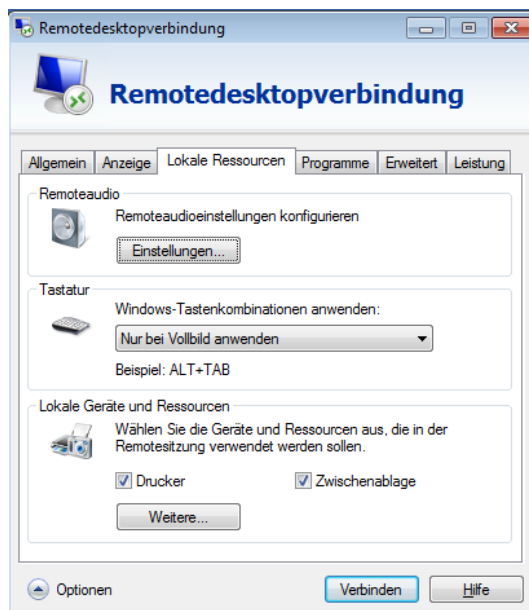 Remotedesktopverbindung
Remotedesktopverbindung
Allgemein Anzeige Lokale Ressourcen Programme Erweitert Leistung
Remoteaudio
Remoteaudioeinstellungen konfigurieren
Einstellungen...
Tastatur
Windows-Tastenkombinationen anwenden:
Nur bei Vollbild anwenden
Beispiel: ALT+TAB
Lokale Geräte und Ressourcen
Wählen Sie die Geräte und Ressourcen aus, die in der
Remotesitzung verwendet werden sollen.
Drucker Zwischenablage
Weitere...
Optionen Verbinden Hilfe